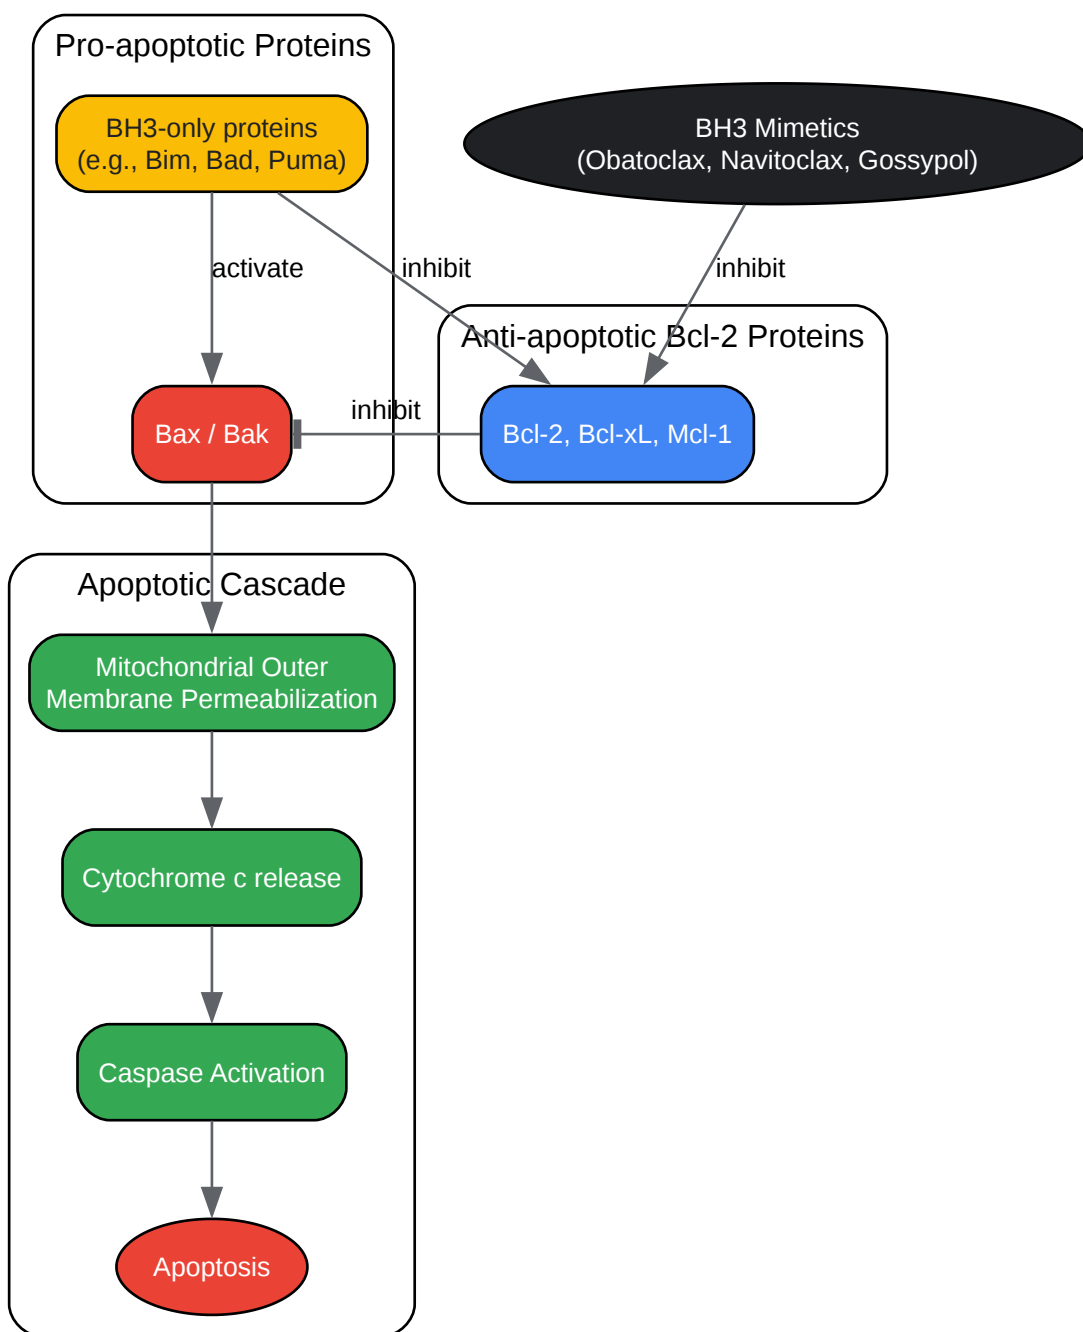 Pro-apoptotic Proteins
BH3-only proteins
(e.g., Bim, Bad, Puma)
BH3 Mimetics
(Obatoclax, Navitoclax, Gossypol)
activate
inhibit
inhibit
Anti-apoptotic Bcl-2 Proteins
Bax / Bak
inhibit
Bcl-2, Bcl-xL, Mcl-1
Apoptotic Cascade
Mitochondrial Outer
Membrane Permeabilization
Cytochrome c release
Caspase Activation
Apoptosis